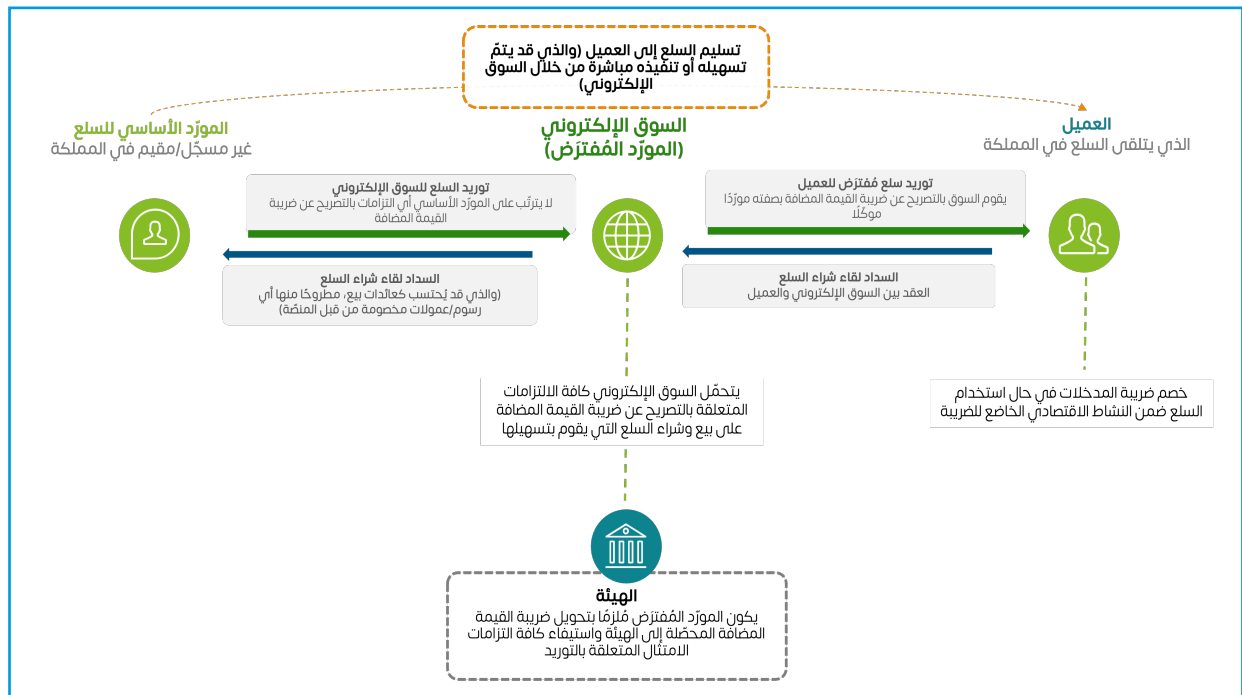 تسليم السلع إلى العميل (والذي قد يتمّ
تسهيله أو تنفيذه مباشرة من خلال السوق
الإلكتروني)
العميل
الذي يتلقى السلع في المملكة
السوق الإلكتروني
(المورّد المُفترَض)
المورّد الأساسي للسلع
غير مسجّل/مقيم في المملكة
توريد سلع مُفترَض للعميل
يقوم السوق بالتصريح عن ضريبة القيمة المضافة بصفته مورّدًا
موكّلًا
توريد السلع للسوق الإلكتروني
لا يترتّب على المورّد الأساسي أي التزامات بالتصريح عن ضريبة
القيمة المضافة
السداد لقاء شراء السلع
العقد بين السوق الإلكتروني والعميل
السداد لقاء شراء السلع
(والذي قد يُحتسب كعائدات بيع، مطروحًا منها أي
رسوم/عمولات مخصومة من قبل المنصّة)
خصم ضريبة المدخلات في حال استخدام
السلع ضمن النشاط الاقتصادي الخاضع للضريبة
يتحمّل السوق الإلكتروني كافة الالتزامات
المتعلقة بالتصريح عن ضريبة القيمة المضافة
على بيع وشراء السلع التي يقوم بتسهيلها
الهيئة
يكون المورّد المُفترَض مُلزمًا بتحويل ضريبة القيمة
المضافة المحصّلة إلى الهيئة واستيفاء كافة التزامات
الامتثال المتعلقة بالتوريد